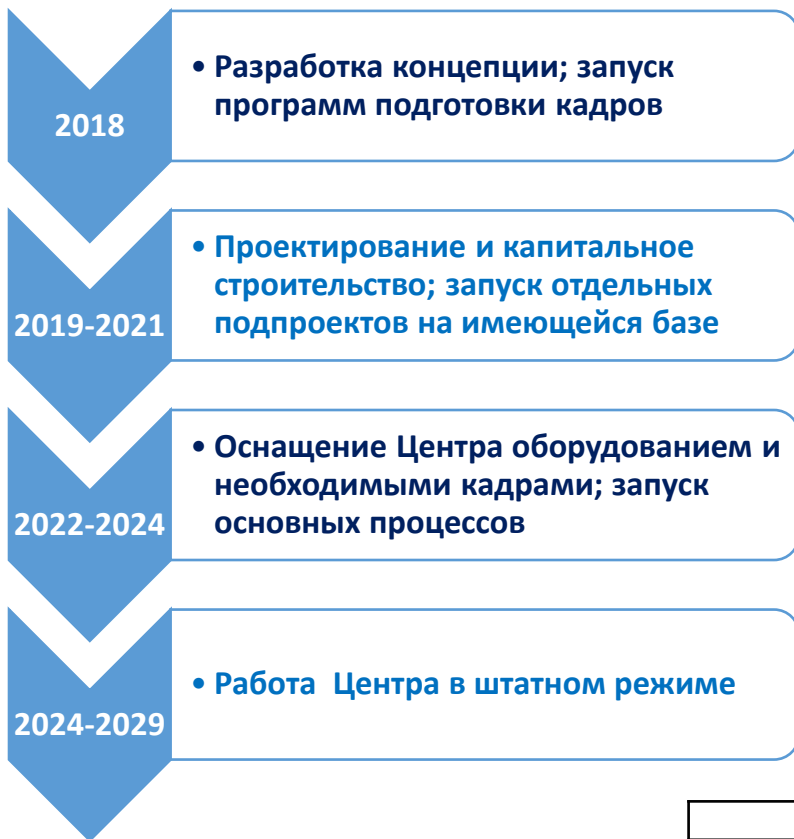 2018
• Разработка концепции; запуск
программ подготовки кадров
2019-2021
• Проектирование и капитальное
строительство; запуск отдельных
подпроектов на имеющейся базе
2022-2024
• Оснащение Центра оборудованием и
необходимыми кадрами; запуск
основных процессов
2024-2029
• Работа  Центра в штатном режиме